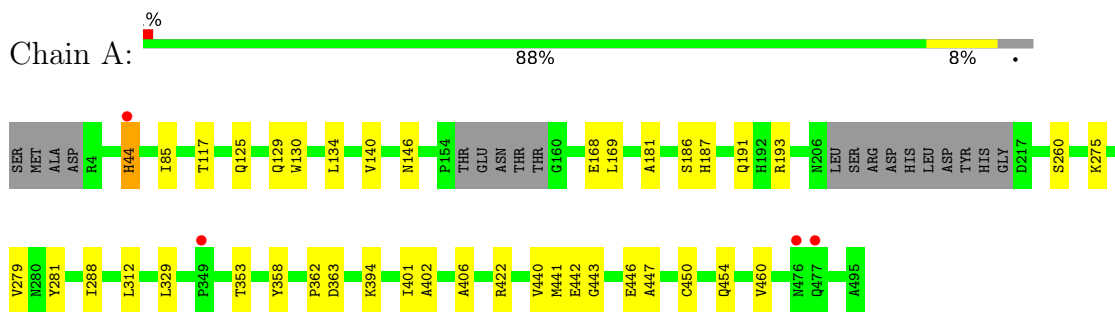 :%
Chain A:
88% 8% .
SER MET ALA ASP R4 H44 I85 T117 Q125 Q129 W130 L134 V140 N146 P154 THR GLU ASN THR THR G160 E168 L169 A181 S186 H187 Q191 H192 R193 N206 LEU SER ARG ASP HIS LEU ASP TYR HIS GLY D217 S260 K275
V279 N280 Y281 I288 L312 L329 P349 T353 Y358 P362 D363 K394 I401 A402 A406 R422 V440 M441 E442 G443 E446 A447 C450 Q454 V460 N476 Q477 A495